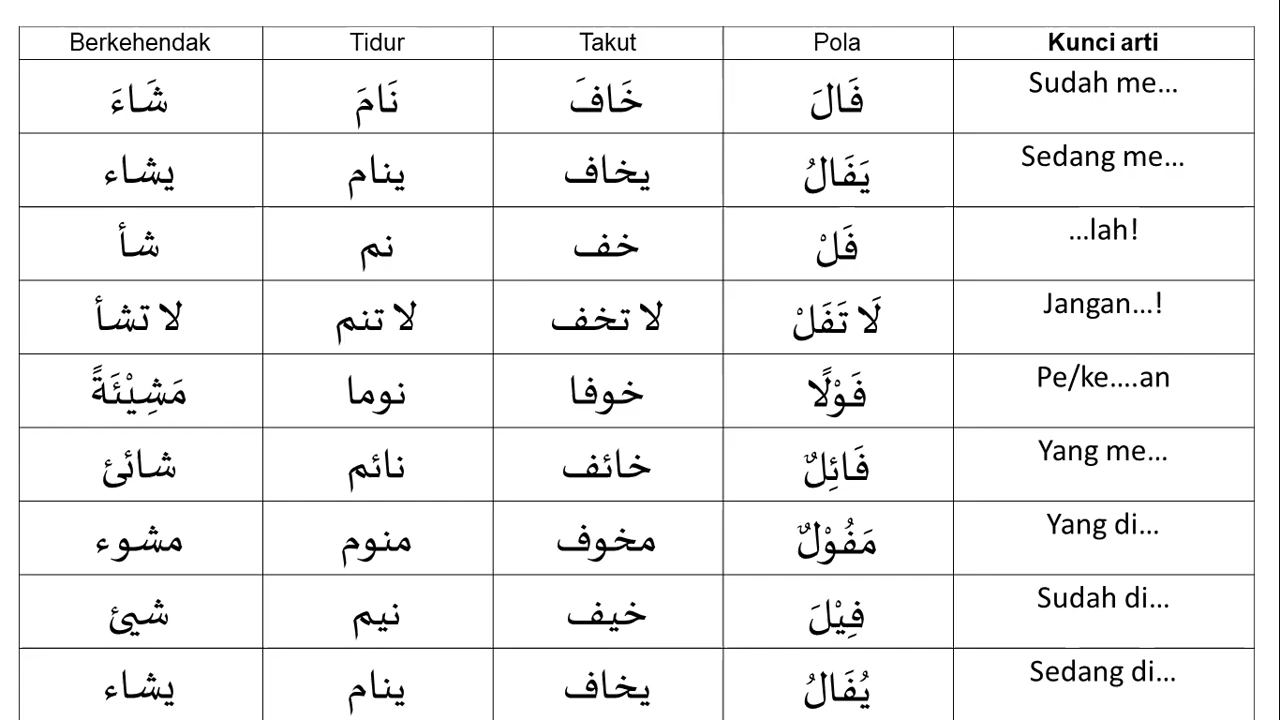 Berkehendak Tidur Takut Pola Kunci arti
شَاءَ نَامَ خَافَ فَالَ Sudah me…
يشاء ينام يخاف يَفَالُ Sedang me…
شأ نم خف فَلْ …lah!
لا تشأ لا تنم لا تخف لَا تَفَلْ Jangan…!
مَشِيْئَةً نوما خوفا فَوْلًا Pe/ke….an
شائئ نائم خائف فَائِلٌ Yang me…
مشوء منوم مخوف مَفُوْلٌ Yang di…
شيئ نيم خيف فِيْلَ Sudah di…
يشاء ينام يخاف يُفَالُ Sedang di…